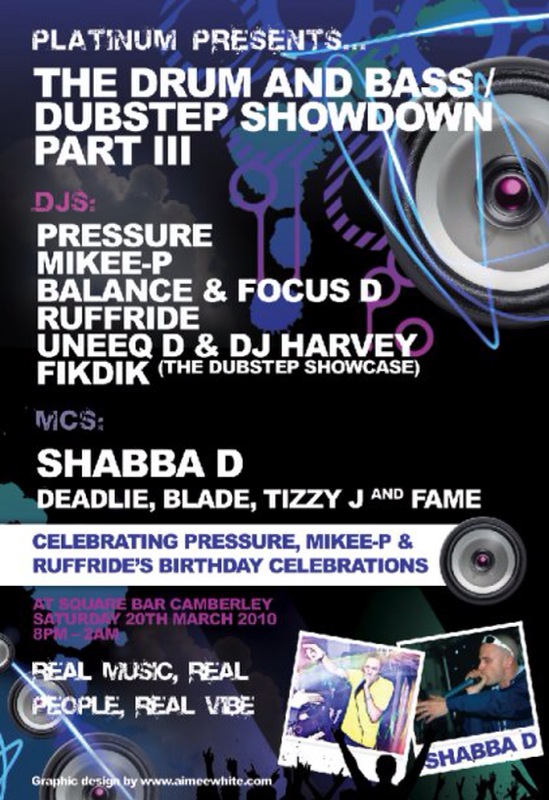 PLATINUM PRESENTS...
THE DRUM AND BASS /
DUBSTEP SHOWDOWN
PART III
DJS:
PRESSURE
MIKEE-P
BALANCE & FOCUS D
RUFFRIDE
UNEEQ D & DJ HARVEY
FIKDIK (THE DUBSTEP SHOWCASE)
MCS:
SHABBA D
DEADLIE, BLADE, TIZZY J AND FAME
CELEBRATING PRESSURE, MIKEE-P &
RUFFRIDE'S BIRTHDAY CELEBRATIONS
AT SQUARE BAR CAMBERLEY
SATURDAY 20TH MARCH 2010
8PM - 2AM
REAL MUSIC, REAL
PEOPLE, REAL VIBE
SHABBA D
Graphic design by www.aimeewhite.com